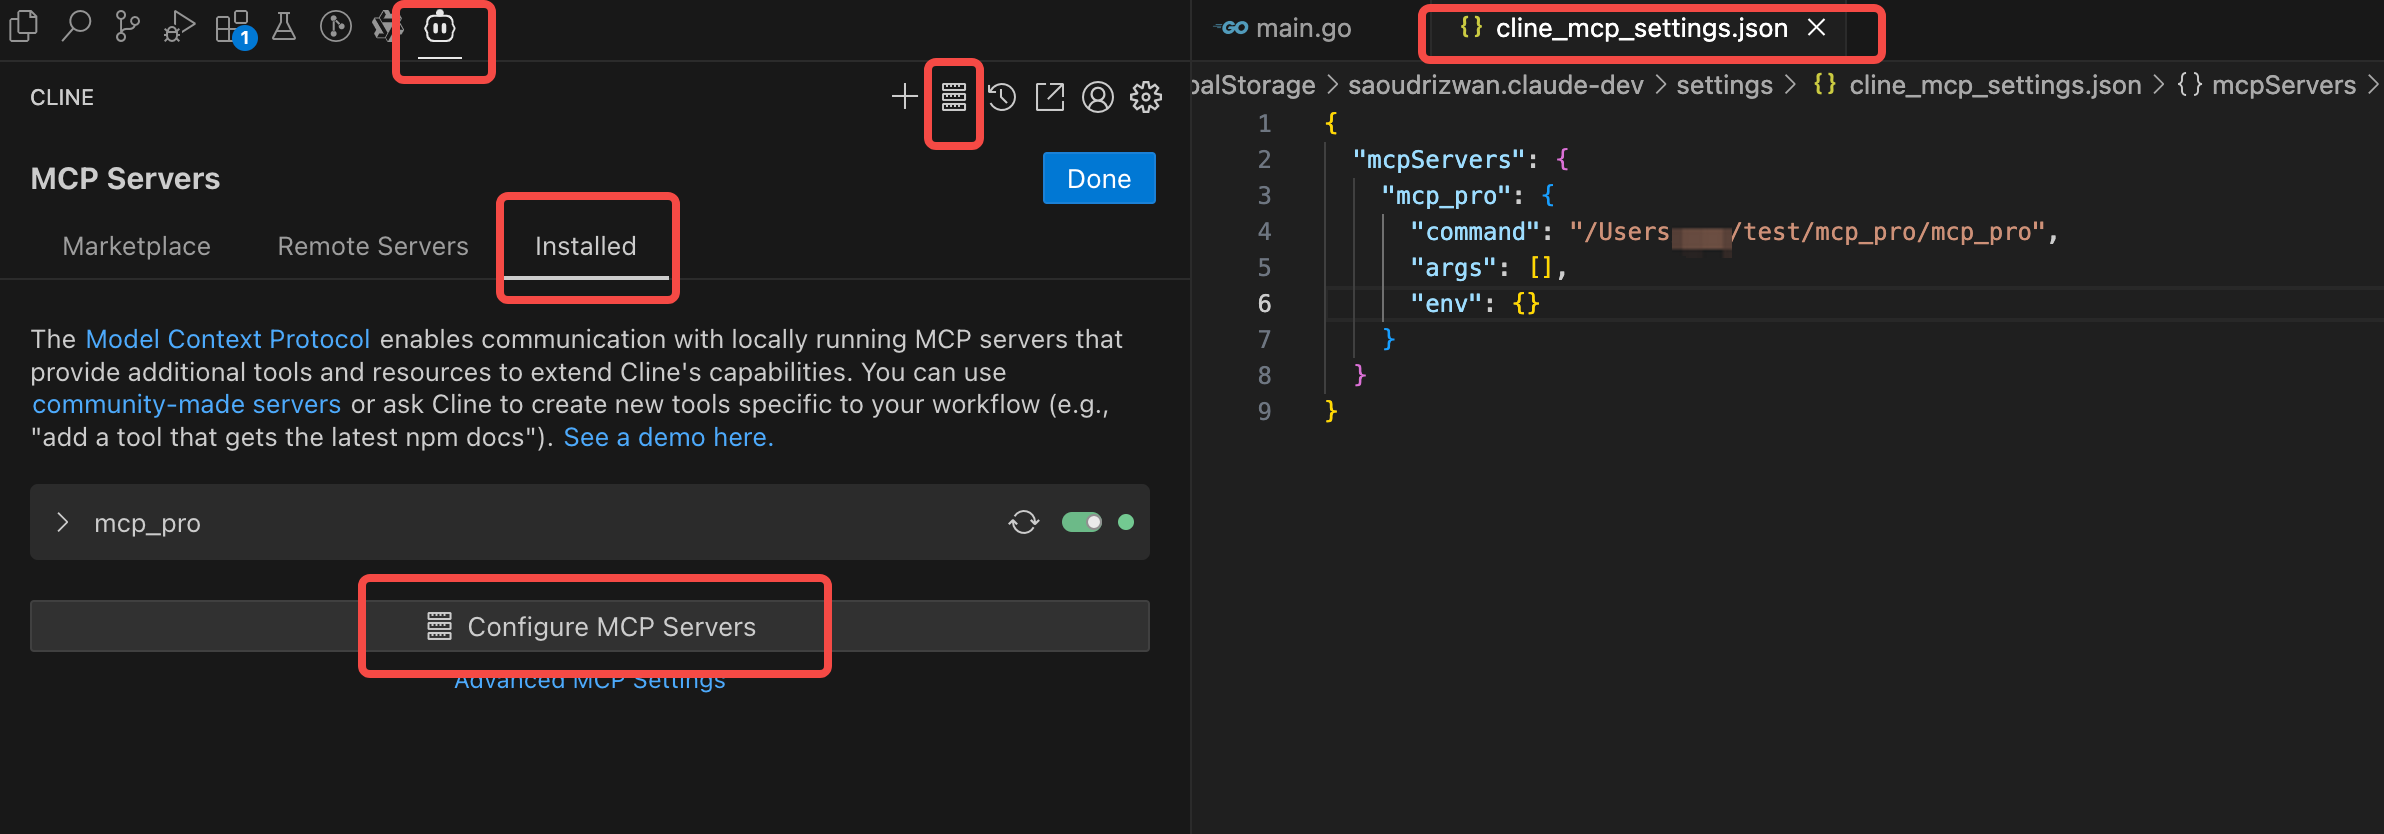 1
CLINE
MCP Servers
Done
Marketplace
Remote Servers
Installed
The Model Context Protocol enables communication with locally running MCP servers that
provide additional tools and resources to extend Cline's capabilities. You can use
community-made servers or ask Cline to create new tools specific to your workflow (e.g.,
"add a tool that gets the latest npm docs"). See a demo here.
mcp_pro
Configure MCP Servers
Advanced MCP Settings
GO main.go
{} cline_mcp_settings.json
balStorage > saoudrizwan.claude-dev > settings > {} cline_mcp_settings.json > {} mcpServers >
1 {
2 "mcpServers": {
3 "mcp_pro": {
4 "command": "/Users /test/mcp_pro/mcp_pro",
5 "args": [],
6 "env": {}
7 }
8 }
9 }